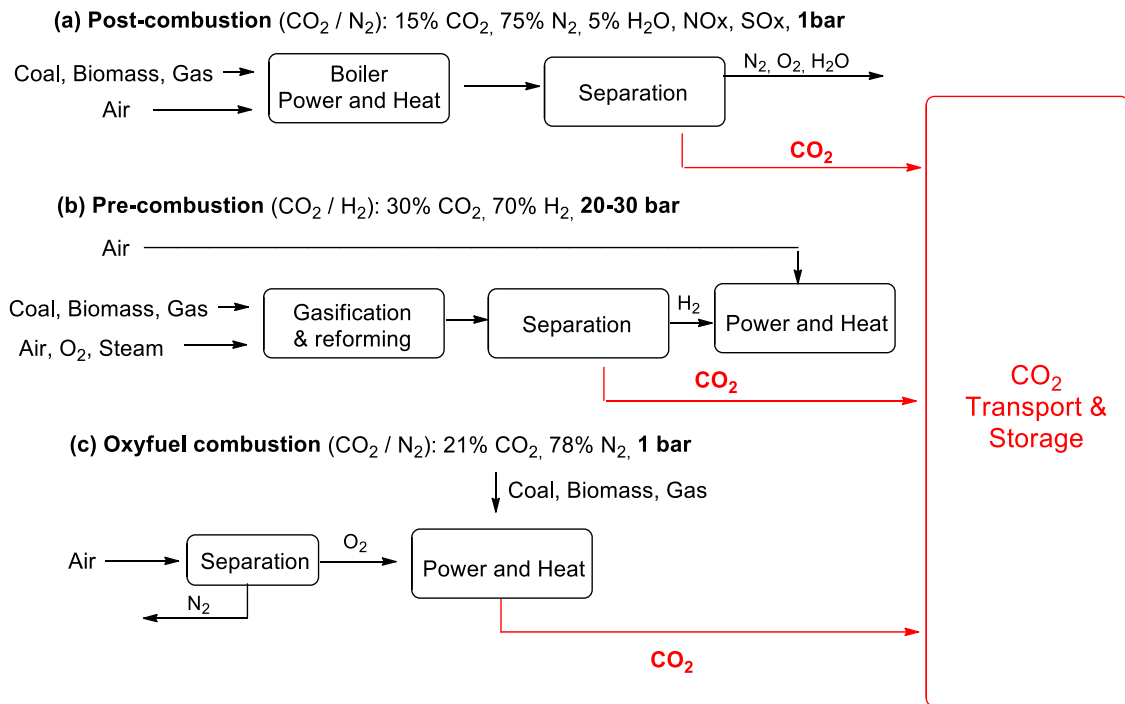 (a) Post-combustion (CO₂ / N₂): 15% CO₂, 75% N₂, 5% H₂O, NOx, SOx, 1bar
Coal, Biomass, Gas
Air
Boiler
Power and Heat
Separation
N₂, O₂, H₂O
CO₂
(b) Pre-combustion (CO₂ / H₂): 30% CO₂, 70% H₂, 20-30 bar
Air
Coal, Biomass, Gas
Air, O₂, Steam
Gasification
& reforming
Separation
H₂
Power and Heat
CO₂
(c) Oxyfuel combustion (CO₂ / N₂): 21% CO₂, 78% N₂, 1 bar
Coal, Biomass, Gas
Air
Separation
O₂
Power and Heat
N₂
CO₂
CO₂
Transport &
Storage